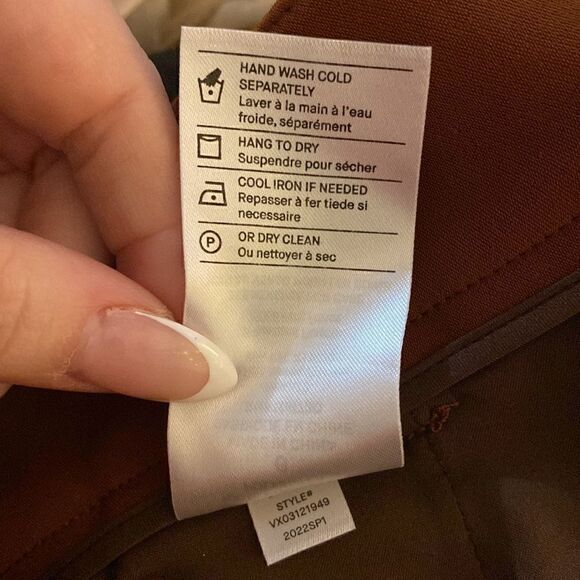 HAND WASH COLD
SEPARATELY
Laver à la main à l'eau
froide, séparément
HANG TO DRY
Suspendre pour sécher
COOL IRON IF NEEDED
Repasser à fer tiede si
necessaire
P
OR DRY CLEAN
Ou nettoyer à sec
STYLE#
VX03121949
2022SP1